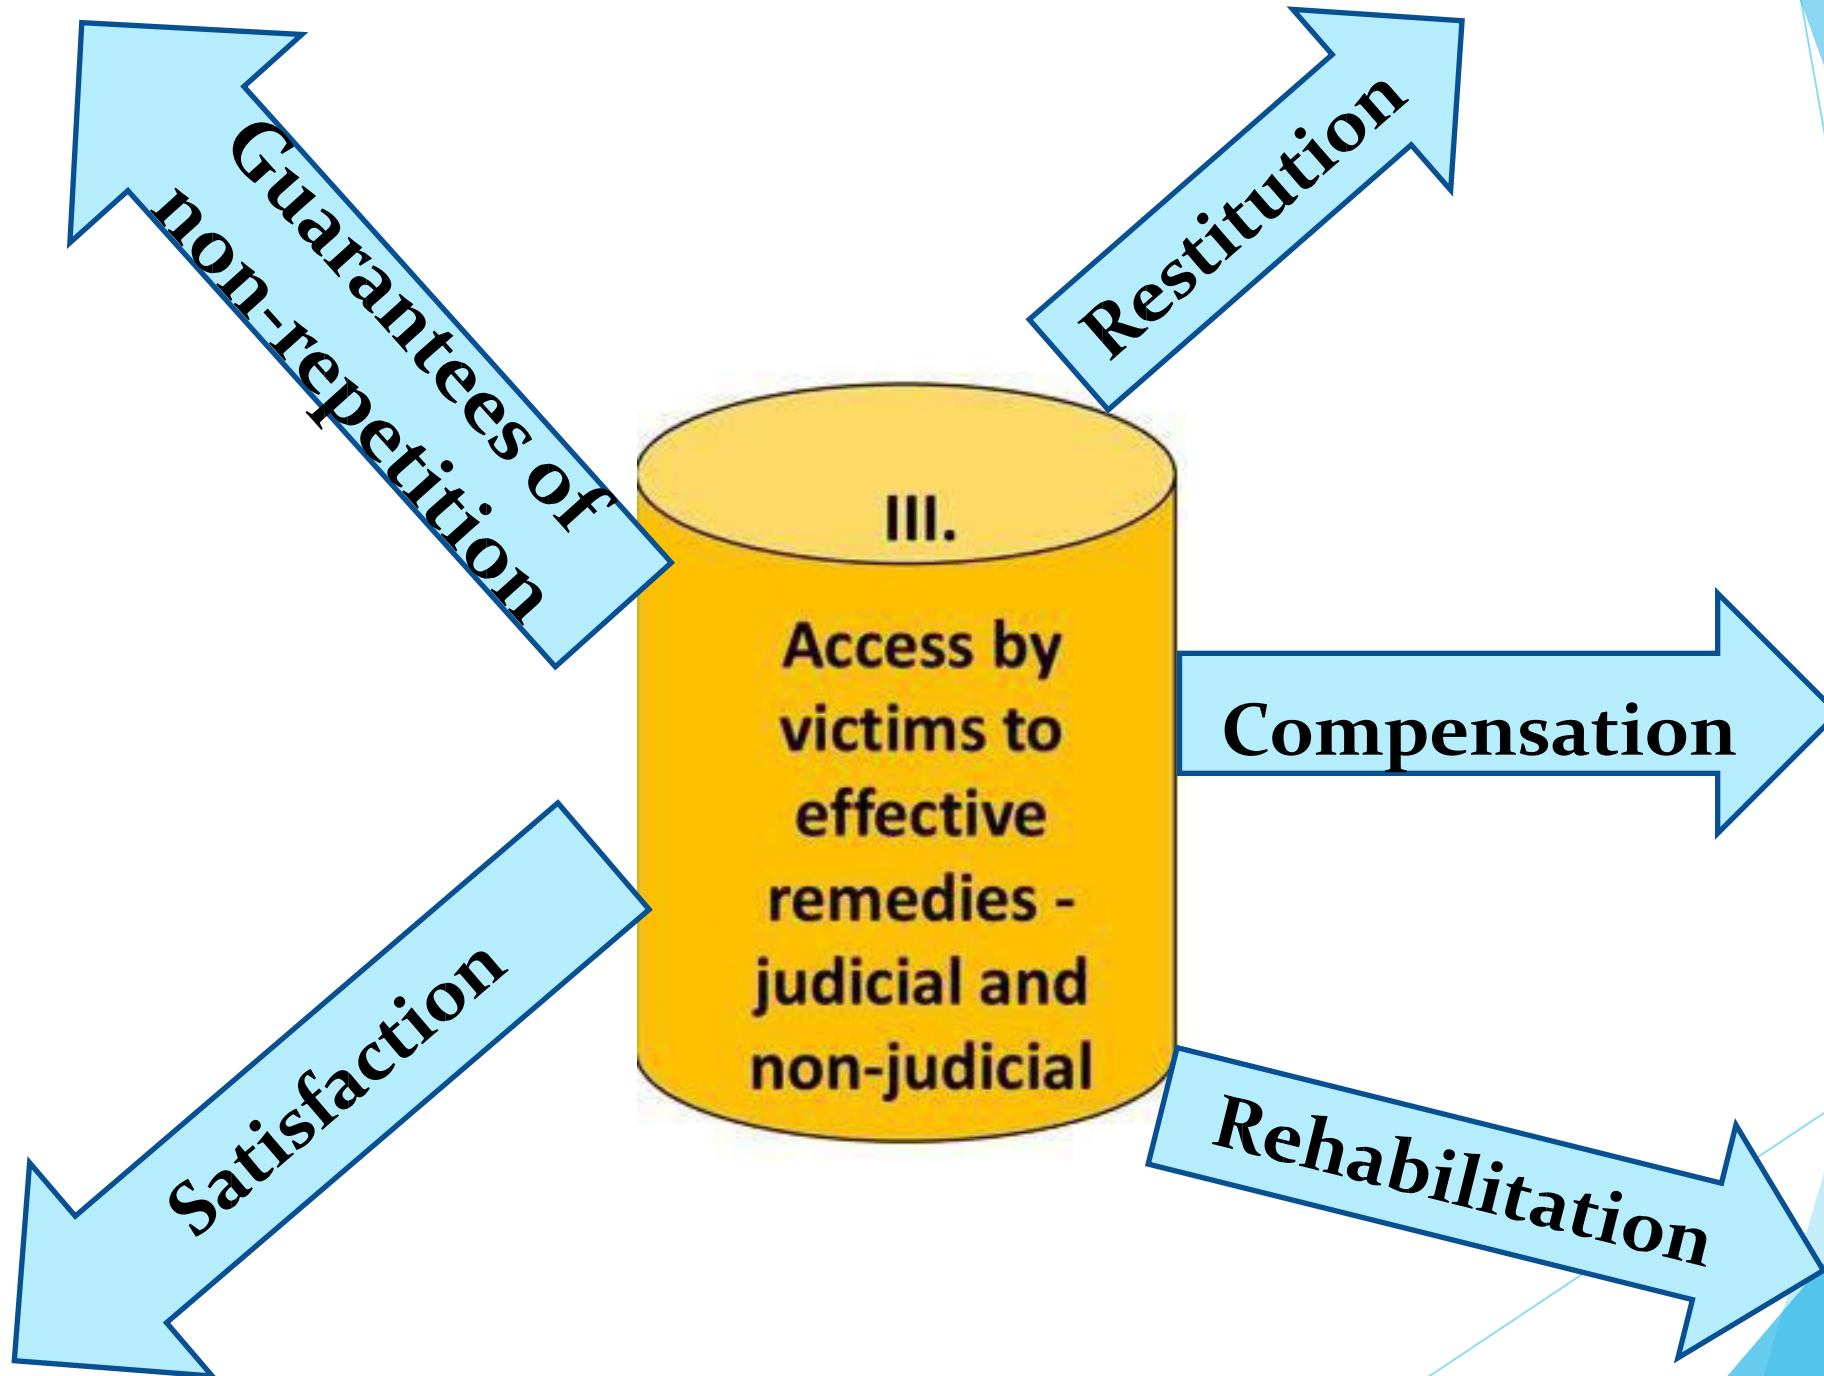 Guarantees of
non-repetition
Restitution
III.
Access by
victims to
effective
remedies -
judicial and
non-judicial
Compensation
Satisfaction
Rehabilitation